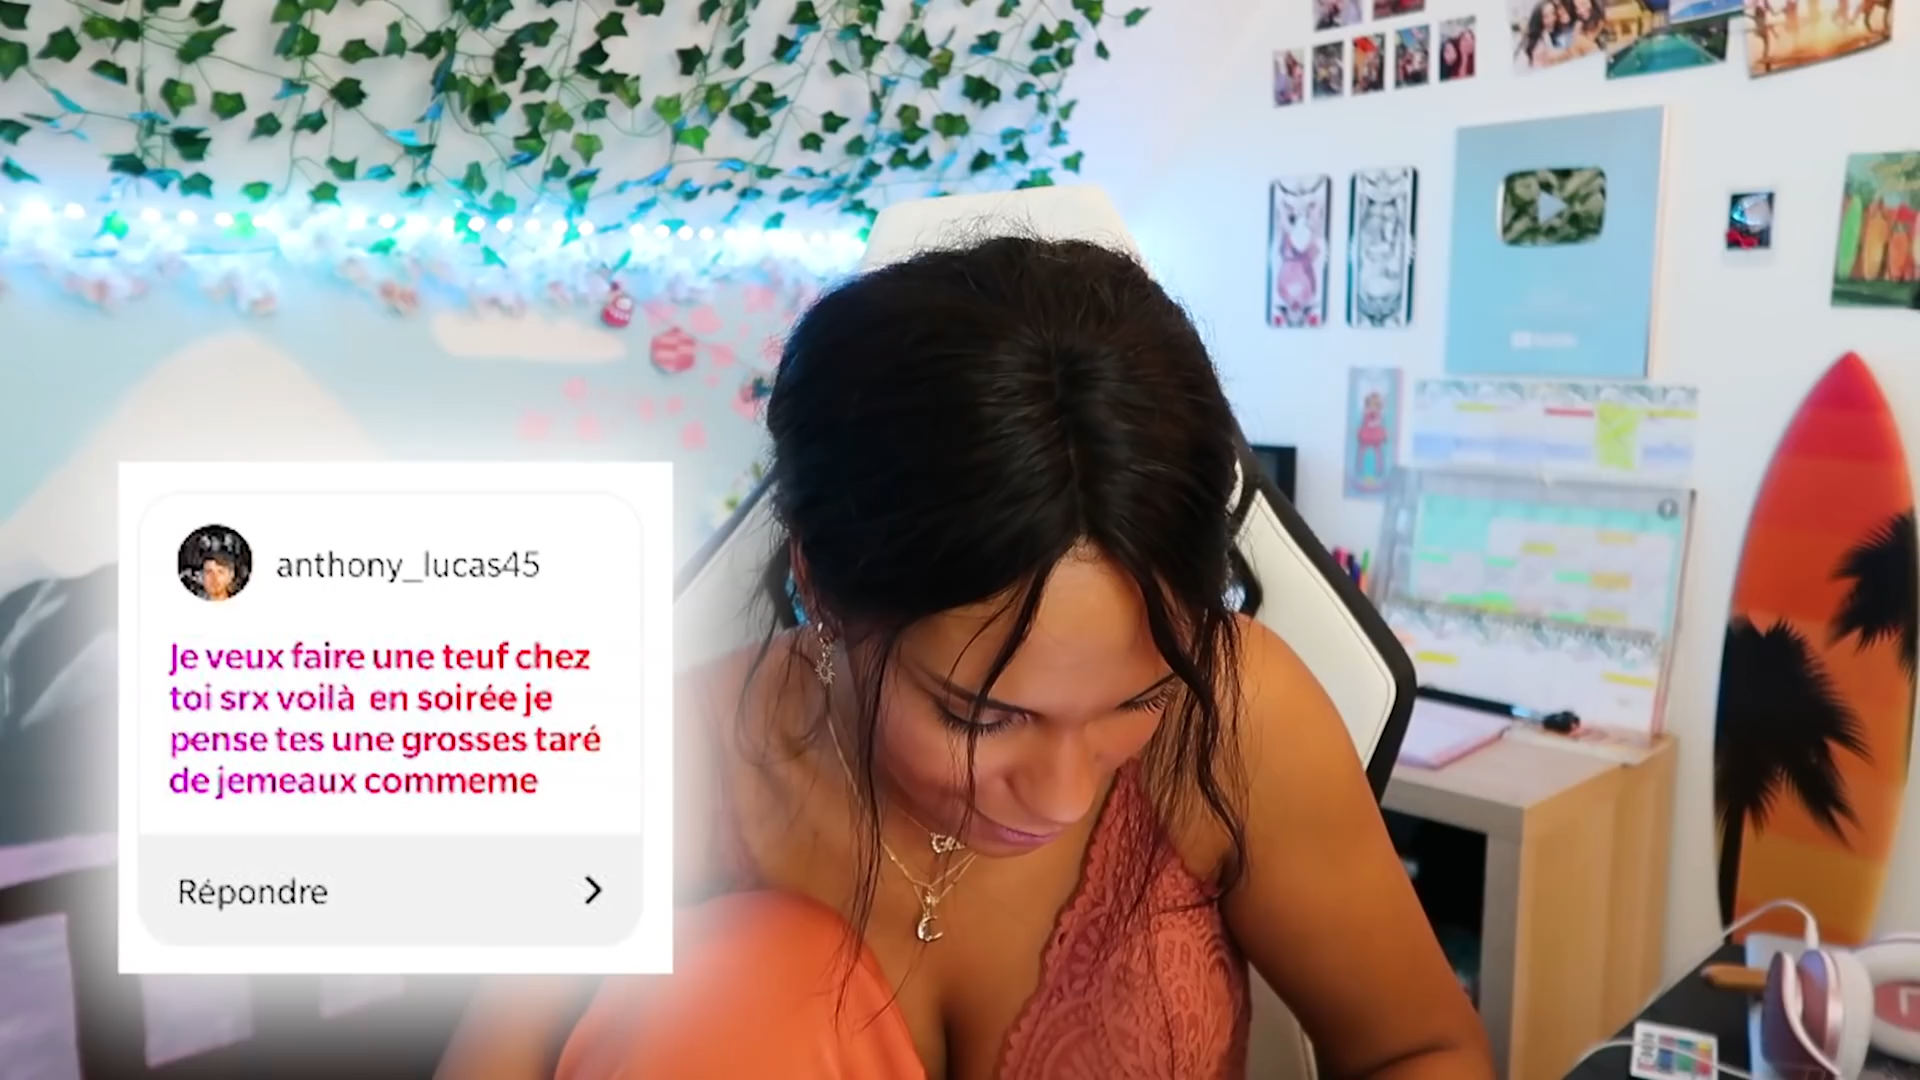 anthony_lucas45
Je veux faire une teuf chez
toi srx voilà en soirée je
pense tes une grosses taré
de jemeaux commeme
Répondre